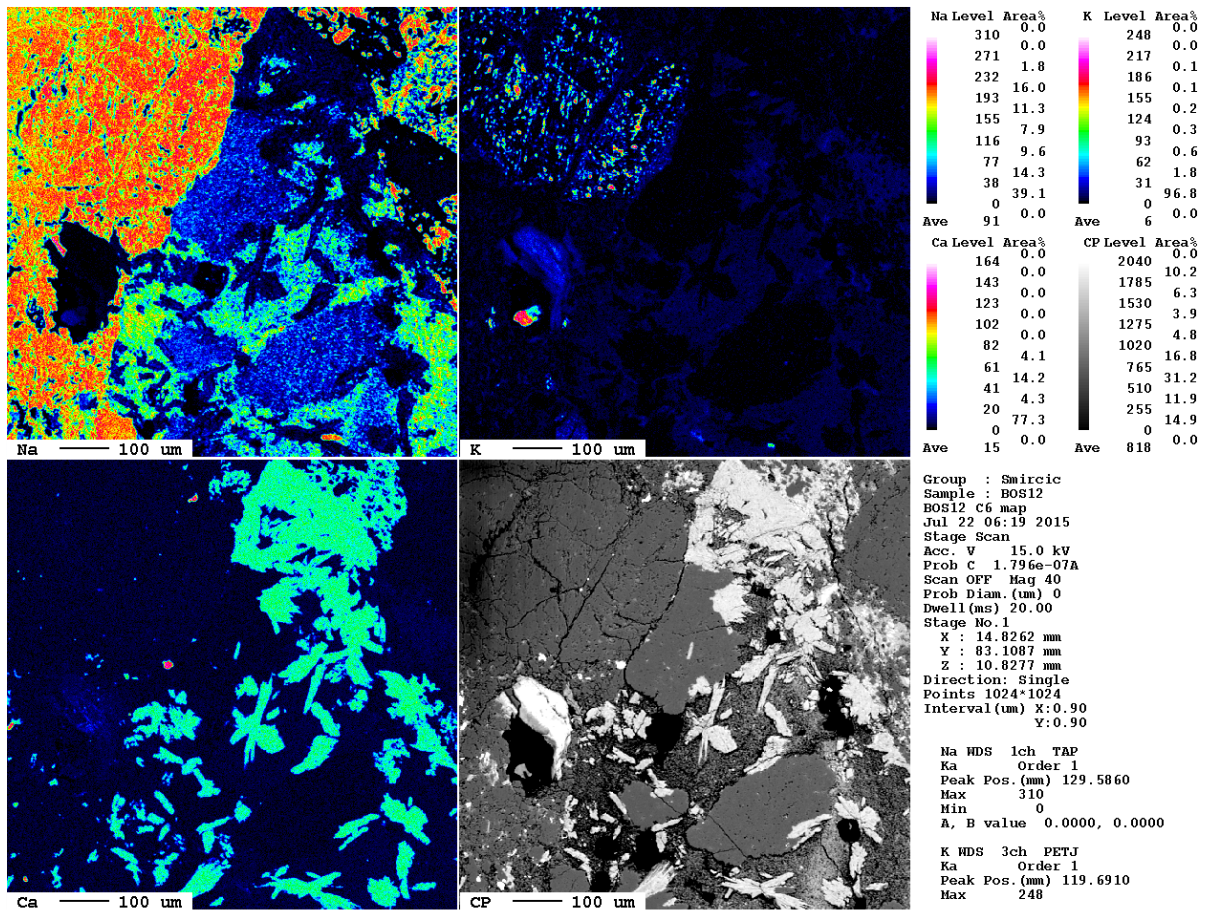 Na Level Area%
0.0
310
0.0
271
1.8
232
16.0
193
11.3
155
7.9
116
9.6
77
14.3
38
39.1
0
0.0
Ave 91
K Level Area%
0.0
248
0.0
217
0.1
186
0.1
155
0.2
124
0.3
93
0.6
62
1.8
31
96.8
0
0.0
Ave 6
Ca Level Area%
0.0
164
0.0
143
0.0
123
0.0
102
0.0
82
4.1
61
14.2
41
4.3
20
77.3
0
0.0
Ave 15
CP Level Area%
0.0
2040
10.2
1785
6.3
1530
3.9
1275
4.8
1020
16.8
765
31.2
510
11.9
255
14.9
0
0.0
Ave 818
Na 100 um
K 100 um
Ca 100 um
CP 100 um
Group : Smircic
Sample : BOS12
BOS12 C6 map
Jul 22 06:19 2015
Stage Scan
Acc. V 15.0 kV
Prob C 1.796e-07A
Scan OFF Mag 40
Prob Diam.(um) 0
Dwell(ms) 20.00
Stage No.1
X : 14.8262 mm
Y : 83.1087 mm
Z : 10.8277 mm
Direction: Single
Points 1024*1024
Interval(um) X:0.90
Y:0.90
Na WDS 1ch TAP
Ka Order 1
Peak Pos.(mm) 129.5860
Max 310
Min 0
A, B value 0.0000, 0.0000
K WDS 3ch PETJ
Ka Order 1
Peak Pos.(mm) 119.6910
Max 248